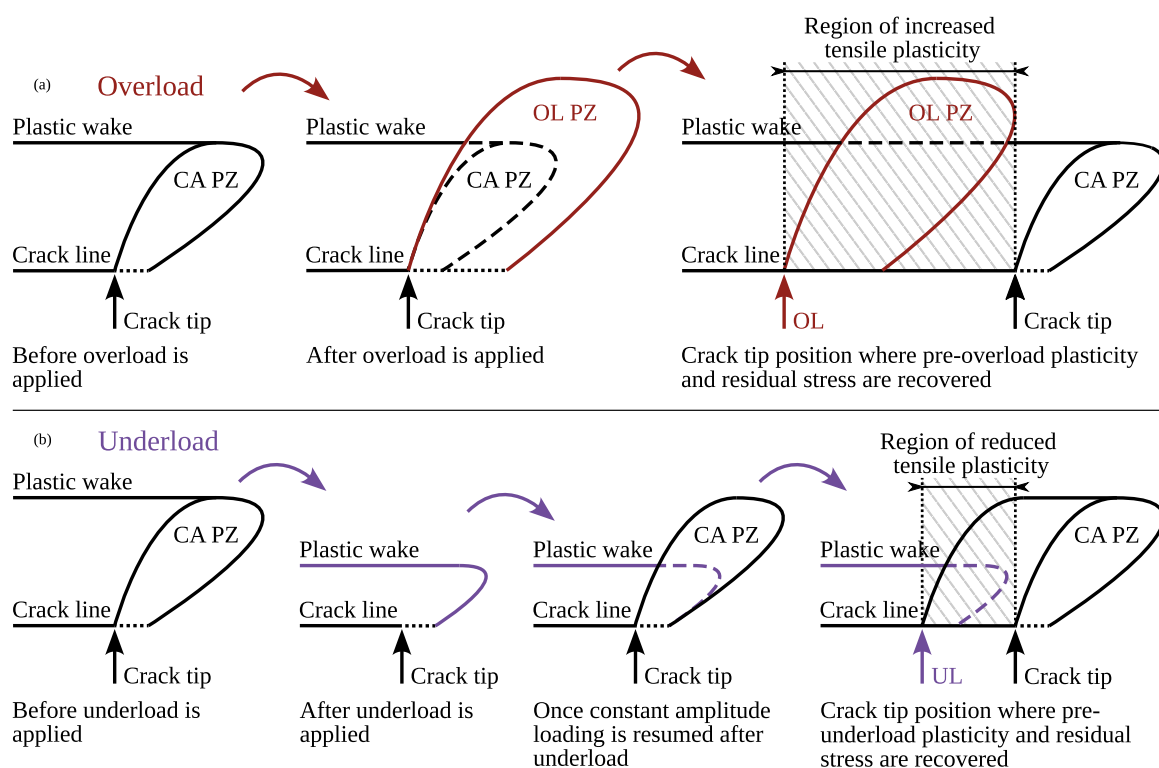 Region of increased
tensile plasticity
(a) Overload
Plastic wake
CA PZ
Crack line
Crack tip
Before overload is
applied
Plastic wake
OL PZ
CA PZ
Crack line
Crack tip
After overload is applied
Plastic wake
OL PZ
CA PZ
Crack line
OL
Crack tip
Crack tip position where pre-overload plasticity
and residual stress are recovered
(b) Underload
Plastic wake
CA PZ
Crack line
Crack tip
Before underload is
applied
Plastic wake
Crack line
Crack tip
After underload is
applied
Plastic wake
CA PZ
Crack line
Crack tip
Once constant amplitude
loading is resumed after
underload
Region of reduced
tensile plasticity
Plastic wake
CA PZ
Crack line
UL
Crack tip
Crack tip position where pre-
underload plasticity and residual
stress are recovered